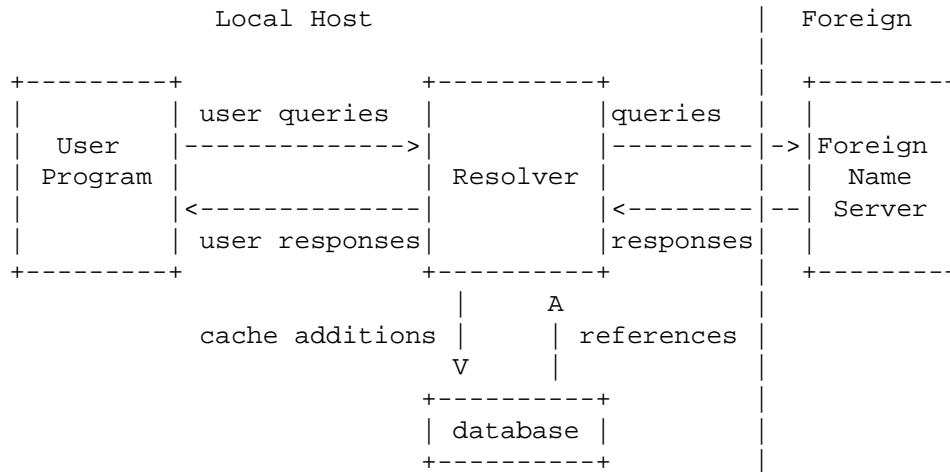 Local Host | Foreign
|
+---------+ +----------+ | +--------
| | user queries | |queries | |
| User |-------------->| |---------|->|Foreign
| Program | | Resolver | | | Name
| |<--------------| |<--------|--| Server
| | user responses| |responses| |
+---------+ +----------+ | +--------
| A |
cache additions | | references |
V | |
+----------+ |
| database | |
+----------+ |